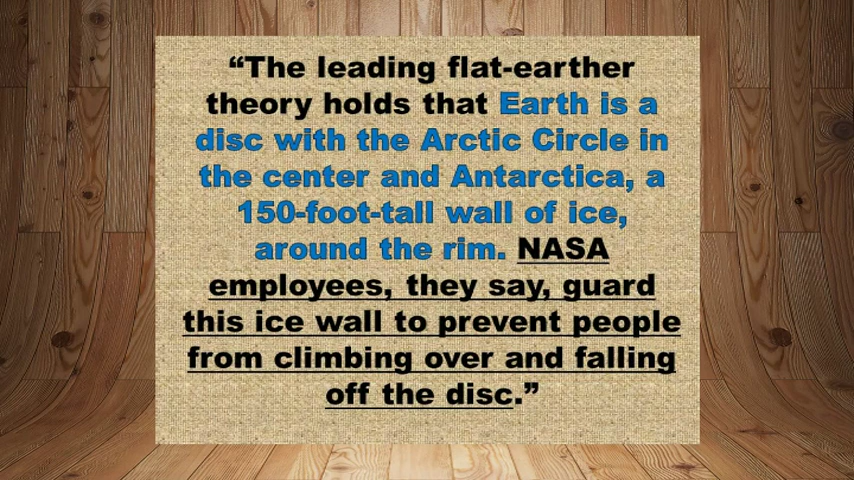 “The leading flat-earther
theory holds that Earth is a
disc with the Arctic Circle in
the center and Antarctica, a
150-foot-tall wall of ice,
around the rim. NASA
employees, they say, guard
this ice wall to prevent people
from climbing over and falling
off the disc.”